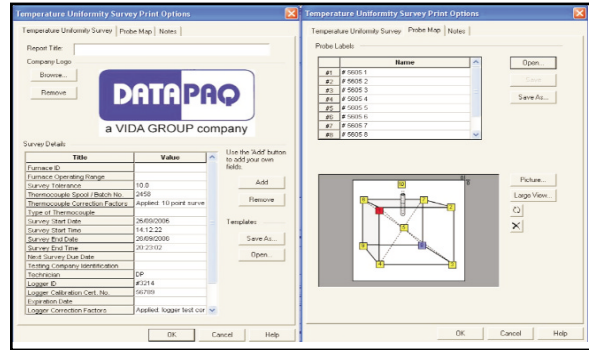 Temperature Uniformity Survey Print Options
Temperature Uniformity Survey Probe Map Notes
Report Title:
Company Logo
Browse...
Remove
DATAPAQ
a VIDA GROUP company
Survey Details
Title Value
Furnace ID
Furnace Operating Range
Survey Tolerance 10.0
Thermocouple Spool / Batch No. 2458
Thermocouple Correction Factors Applied: 10 point surve
Type of Thermocouple
Survey Start Date 26/09/2006
Survey Start Time 14.12.22
Survey End Date 26/09/2006
Survey End Time 20:23:02
Next Survey Due Date
Testing Company Identification
Technician DP
Logger ID #3214
Logger Calibration Cert. No. 56789
Expiration Date
Logger Correction Factors Applied: logger test cor
Use the 'Add' button
to add your own
fields.
Add
Remove
Templates
Save As...
Open...
OK Cancel Help
Temperature Uniformity Survey Print Options
Temperature Uniformity Survey Probe Map Notes
Probe Labels
Name
#1 # 5605 1
#2 # 5605 2
#3 # 5605 3
#4 # 5605 4
#5 # 5605 5
#6 # 5605 6
#7 # 5605 7
#8 # 5605 8
Open...
Save
Save As...
Picture...
Large View...
OK Cancel Help